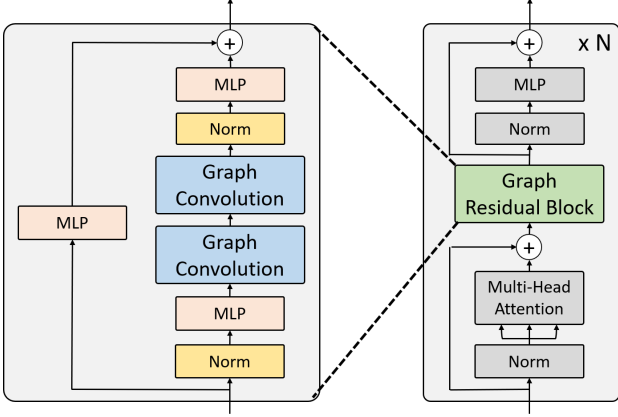 +
MLP
Norm
Graph
Convolution
MLP
Graph
Convolution
MLP
Norm
+
x N
MLP
Norm
Graph
Residual Block
+
Multi-Head
Attention
Norm